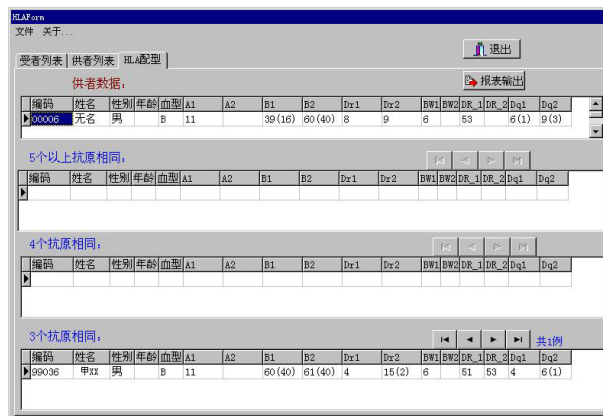 HLAForm
文件 关于...
退出
受者列表 供者列表 HLA配型
供者数据： 报表输出
编码 姓名 性别 年龄 血型 A1 A2 B1 B2 Dr1 Dr2 BW1 BW2 DR_1 DR_2 Dq1 Dq2
00006 无名 男 B 11 39(16) 60(40) 8 9 6 53 6(1) 9(3)
5个以上抗原相同：
编码 姓名 性别 年龄 血型 A1 A2 B1 B2 Dr1 Dr2 BW1 BW2 DR_1 DR_2 Dq1 Dq2
4个抗原相同：
编码 姓名 性别 年龄 血型 A1 A2 B1 B2 Dr1 Dr2 BW1 BW2 DR_1 DR_2 Dq1 Dq2
3个抗原相同： 共1例
编码 姓名 性别 年龄 血型 A1 A2 B1 B2 Dr1 Dr2 BW1 BW2 DR_1 DR_2 Dq1 Dq2
99036 甲XX 男 B 11 60(40) 61(40) 4 15(2) 6 51 53 4 6(1)